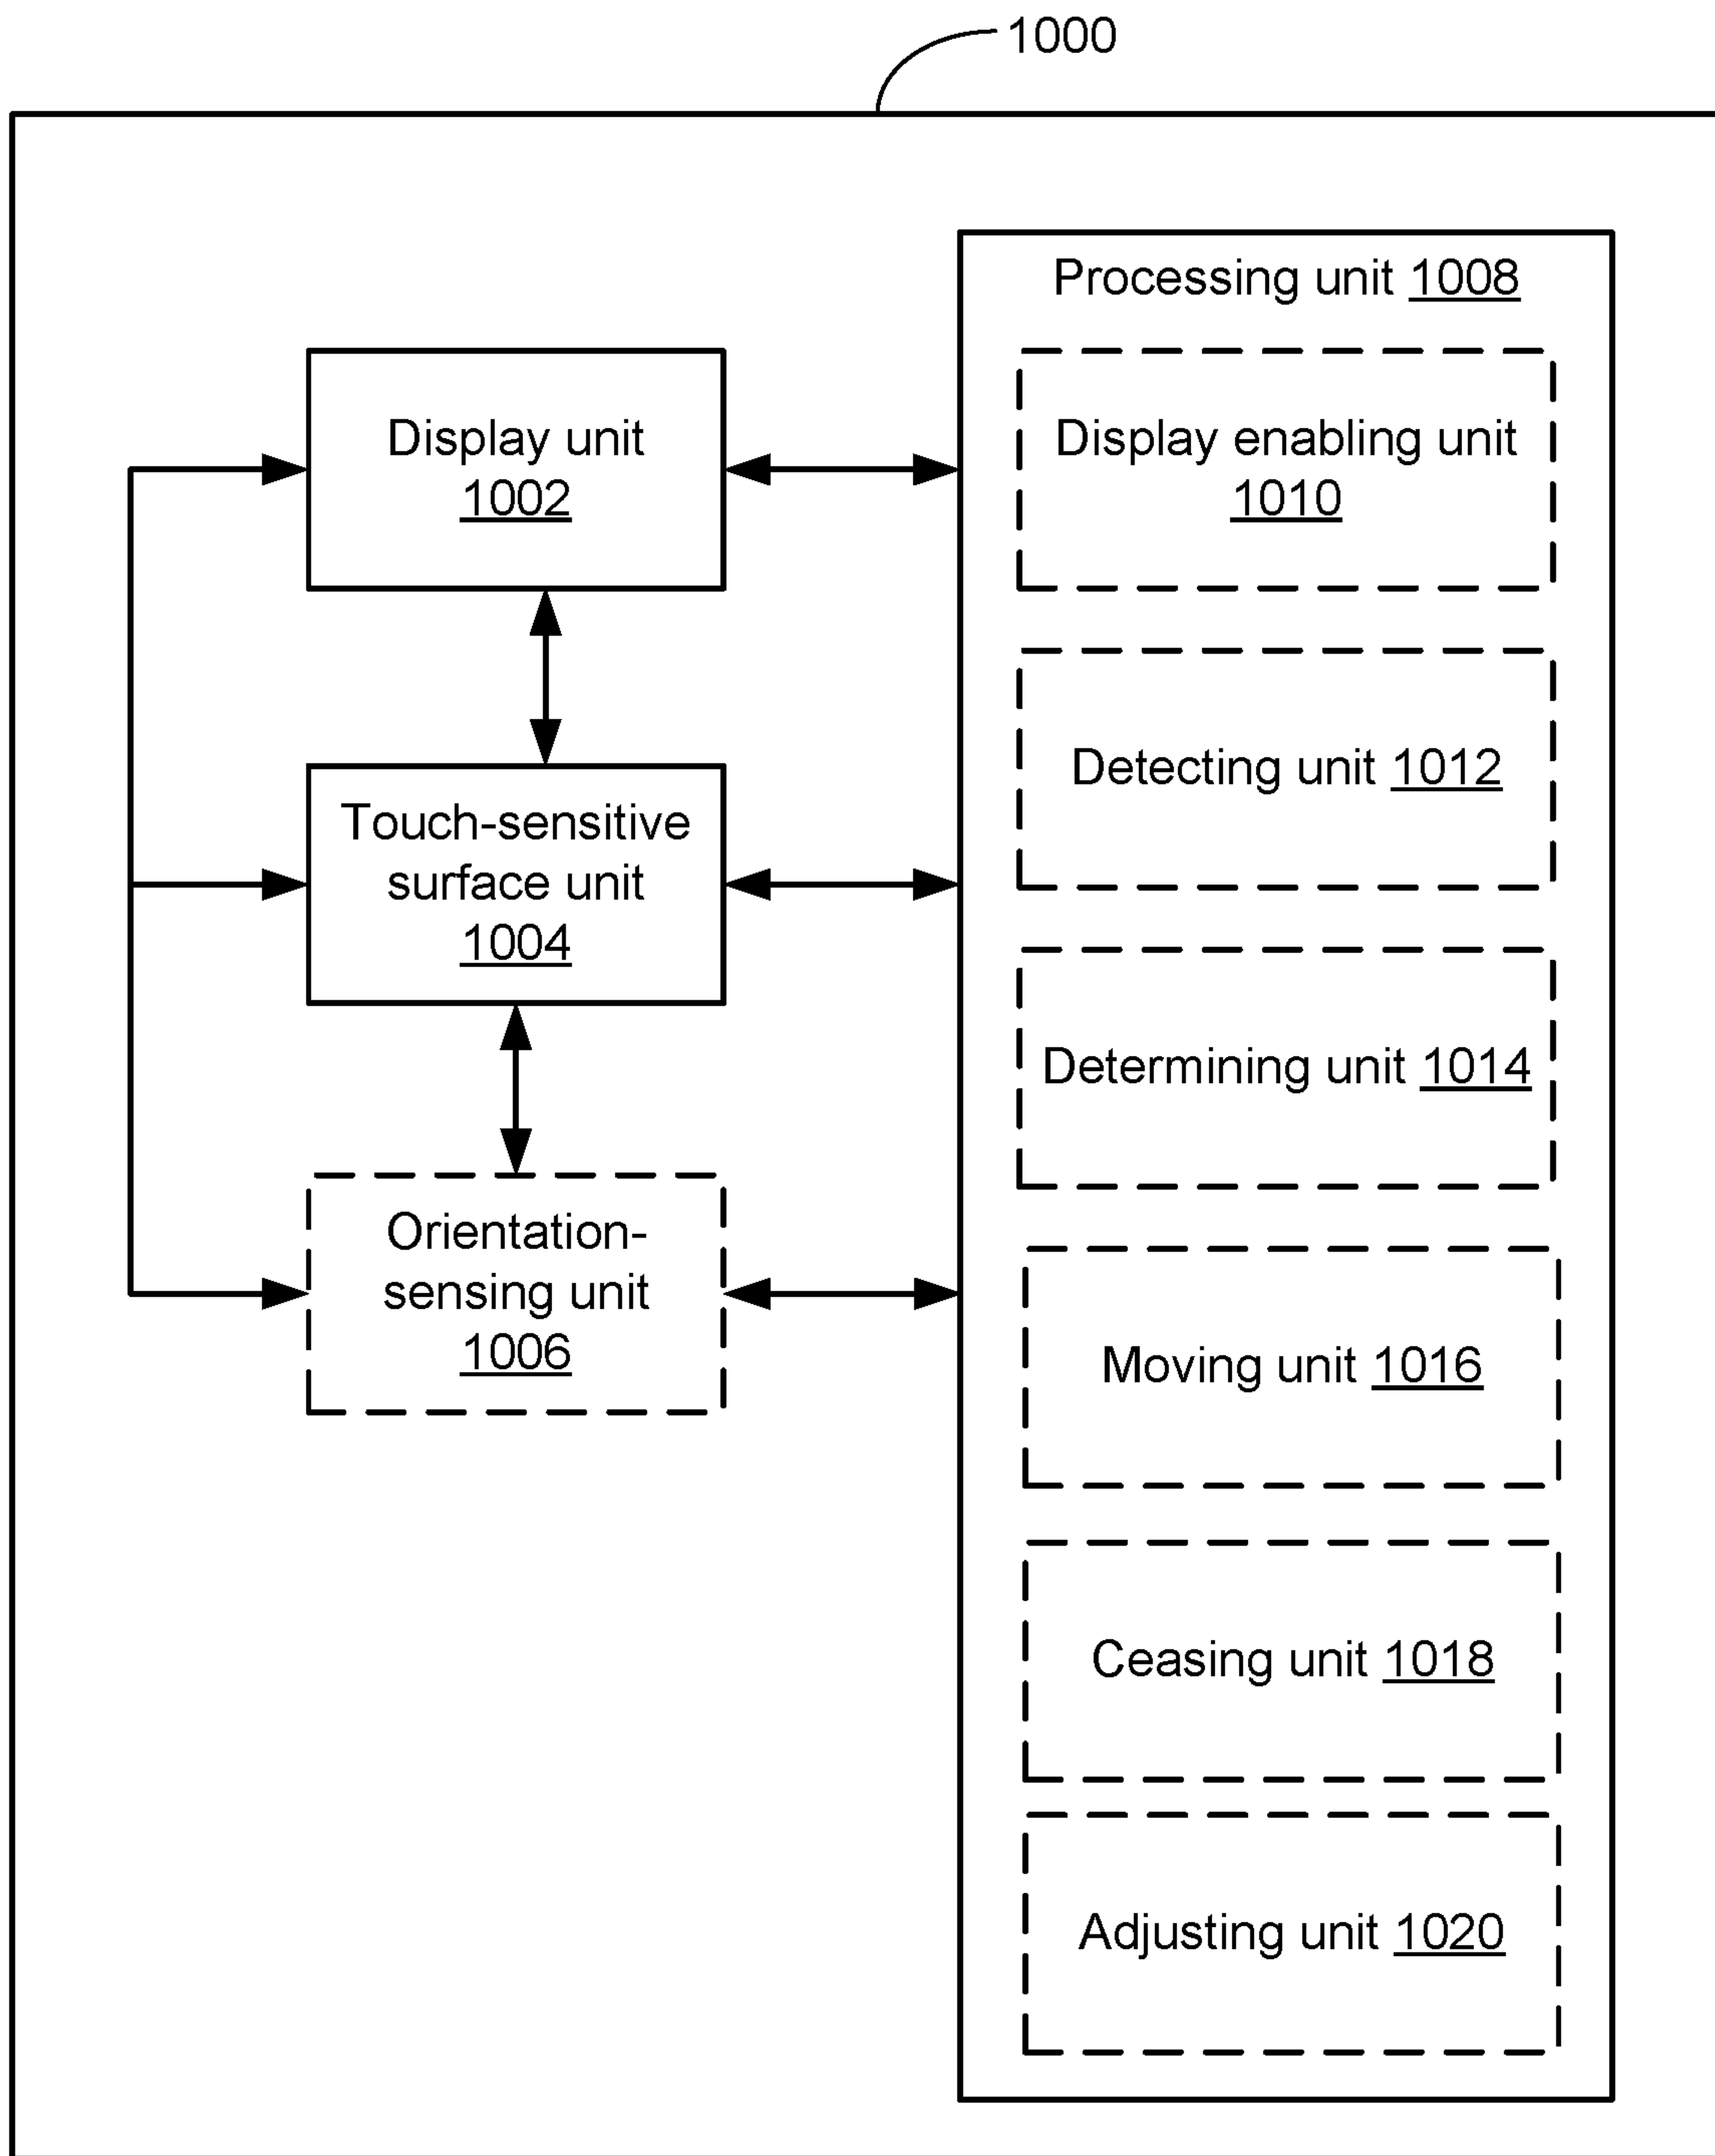 1000
Processing unit 1008
Display unit
1002
Display enabling unit
1010
Detecting unit 1012
Touch-sensitive
surface unit
1004
Determining unit 1014
Orientation-
sensing unit
1006
Moving unit 1016
Ceasing unit 1018
Adjusting unit 1020